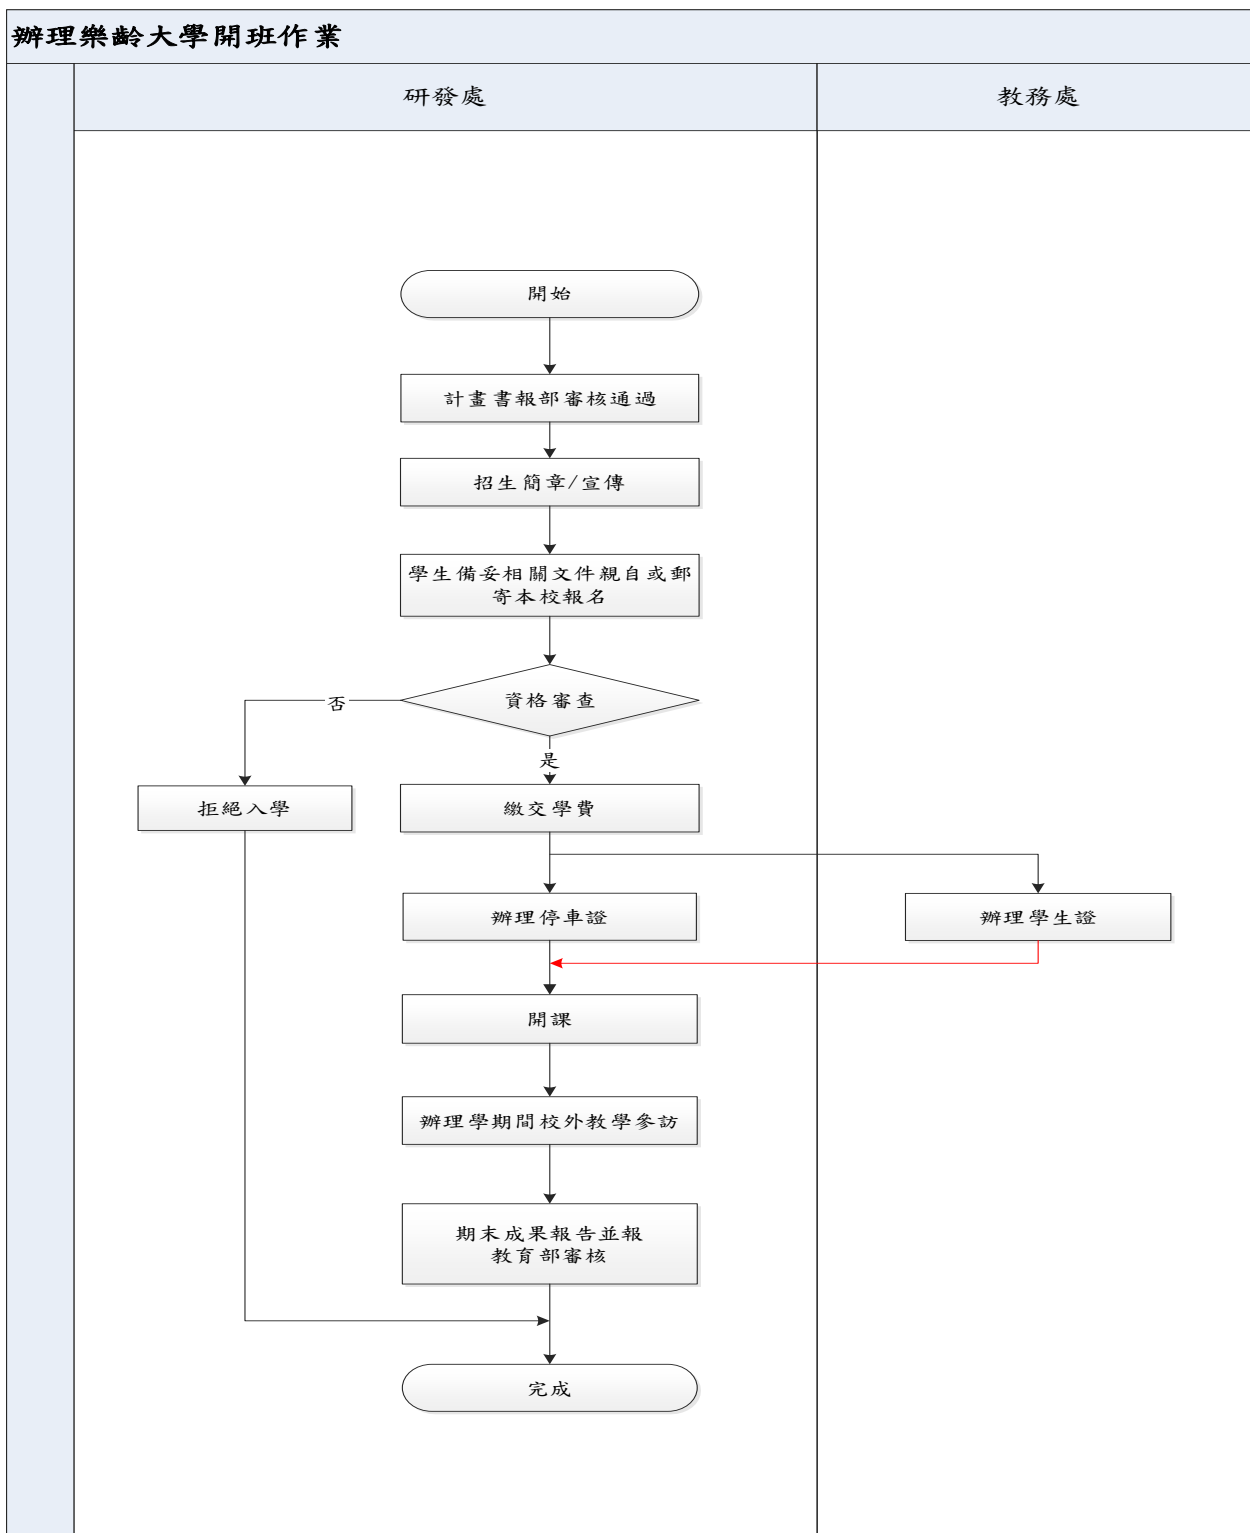 辦理樂齡大學開班作業
研發處
教務處
開始
計畫書報部審核通過
招生簡章/宣傳
學生備妥相關文件親自或郵
寄本校報名
資格審查
否
是
拒絕入學
繳交學費
辦理停車證
辦理學生證
開課
辦理學期間校外教學參訪
期末成果報告並報
教育部審核
完成